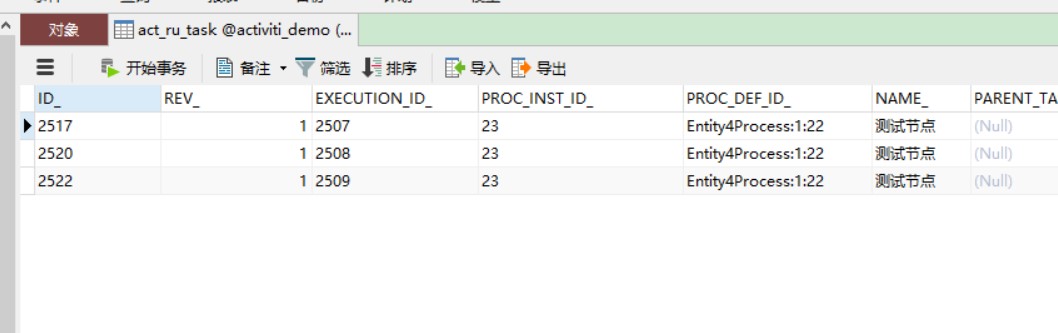 对象 act_ru_task @activiti_demo (...
开始事务 备注 筛选 排序 导入 导出
ID_ REV_ EXECUTION_ID_ PROC_INST_ID_ PROC_DEF_ID_ NAME_ PARENT_TA
2517 1 2507 23 Entity4Process:1:22 测试节点 (Null)
2520 1 2508 23 Entity4Process:1:22 测试节点 (Null)
2522 1 2509 23 Entity4Process:1:22 测试节点 (Null)